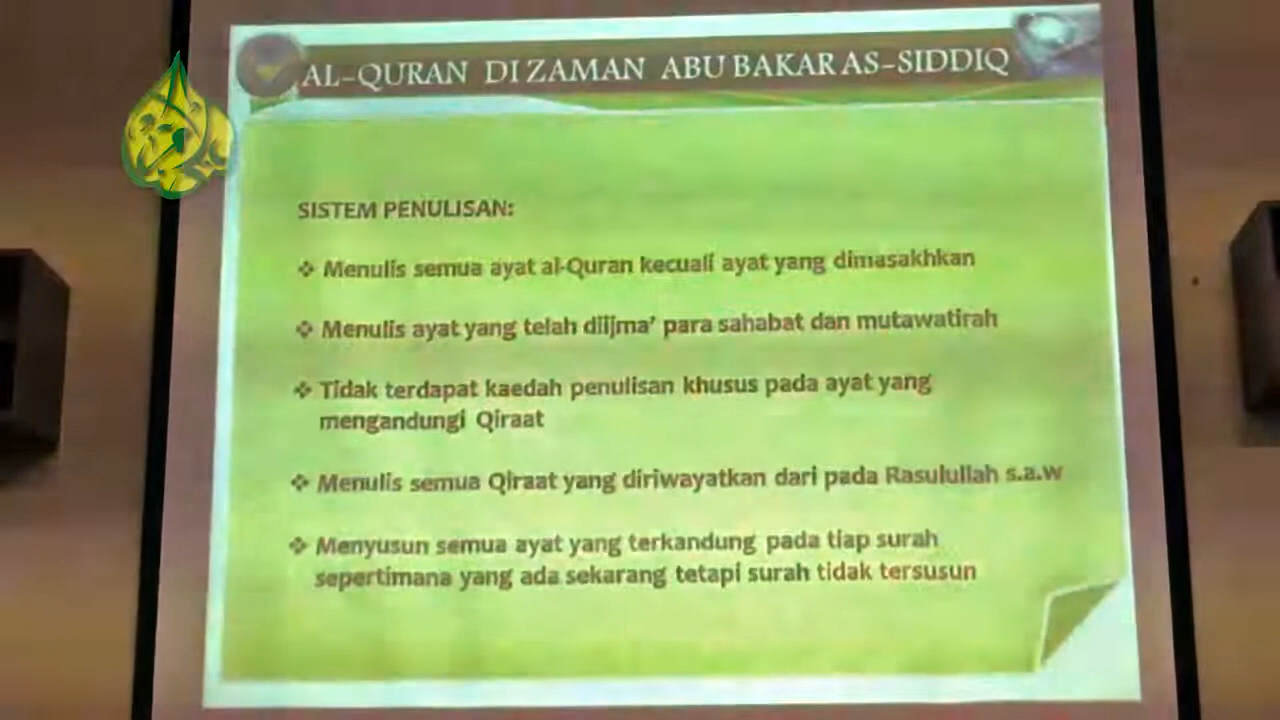 AL-QURAN DI ZAMAN ABU BAKAR AS-SIDDIQ
SISTEM PENULISAN:
❖ Menulis semua ayat al-Quran kecuali ayat yang dimasakhkan
❖ Menulis ayat yang telah diijma' para sahabat dan mutawatirah
❖ Tidak terdapat kaedah penulisan khusus pada ayat yang
mengandungi Qiraat
❖ Menulis semua Qiraat yang diriwayatkan dari pada Rasulullah s.a.w
❖ Menyusun semua ayat yang terkandung pada tiap surah
sepertimana yang ada sekarang tetapi surah tidak tersusun